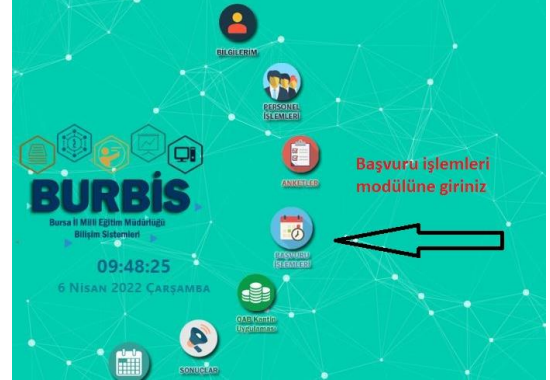 BİLGİLERİM
PERSONEL
İŞLEMLERİ
ANKETLER
Başvuru işlemleri
modülüne giriniz
BURBİS
Bursa İl Milli Eğitim Müdürlüğü
Bilişim Sistemleri
BAŞVURU
İŞLEMLERİ
09:48:25
6 NISAN 2022 ÇARŞAMBA
OAB Kontin
Uygulaması
SONUÇLAR